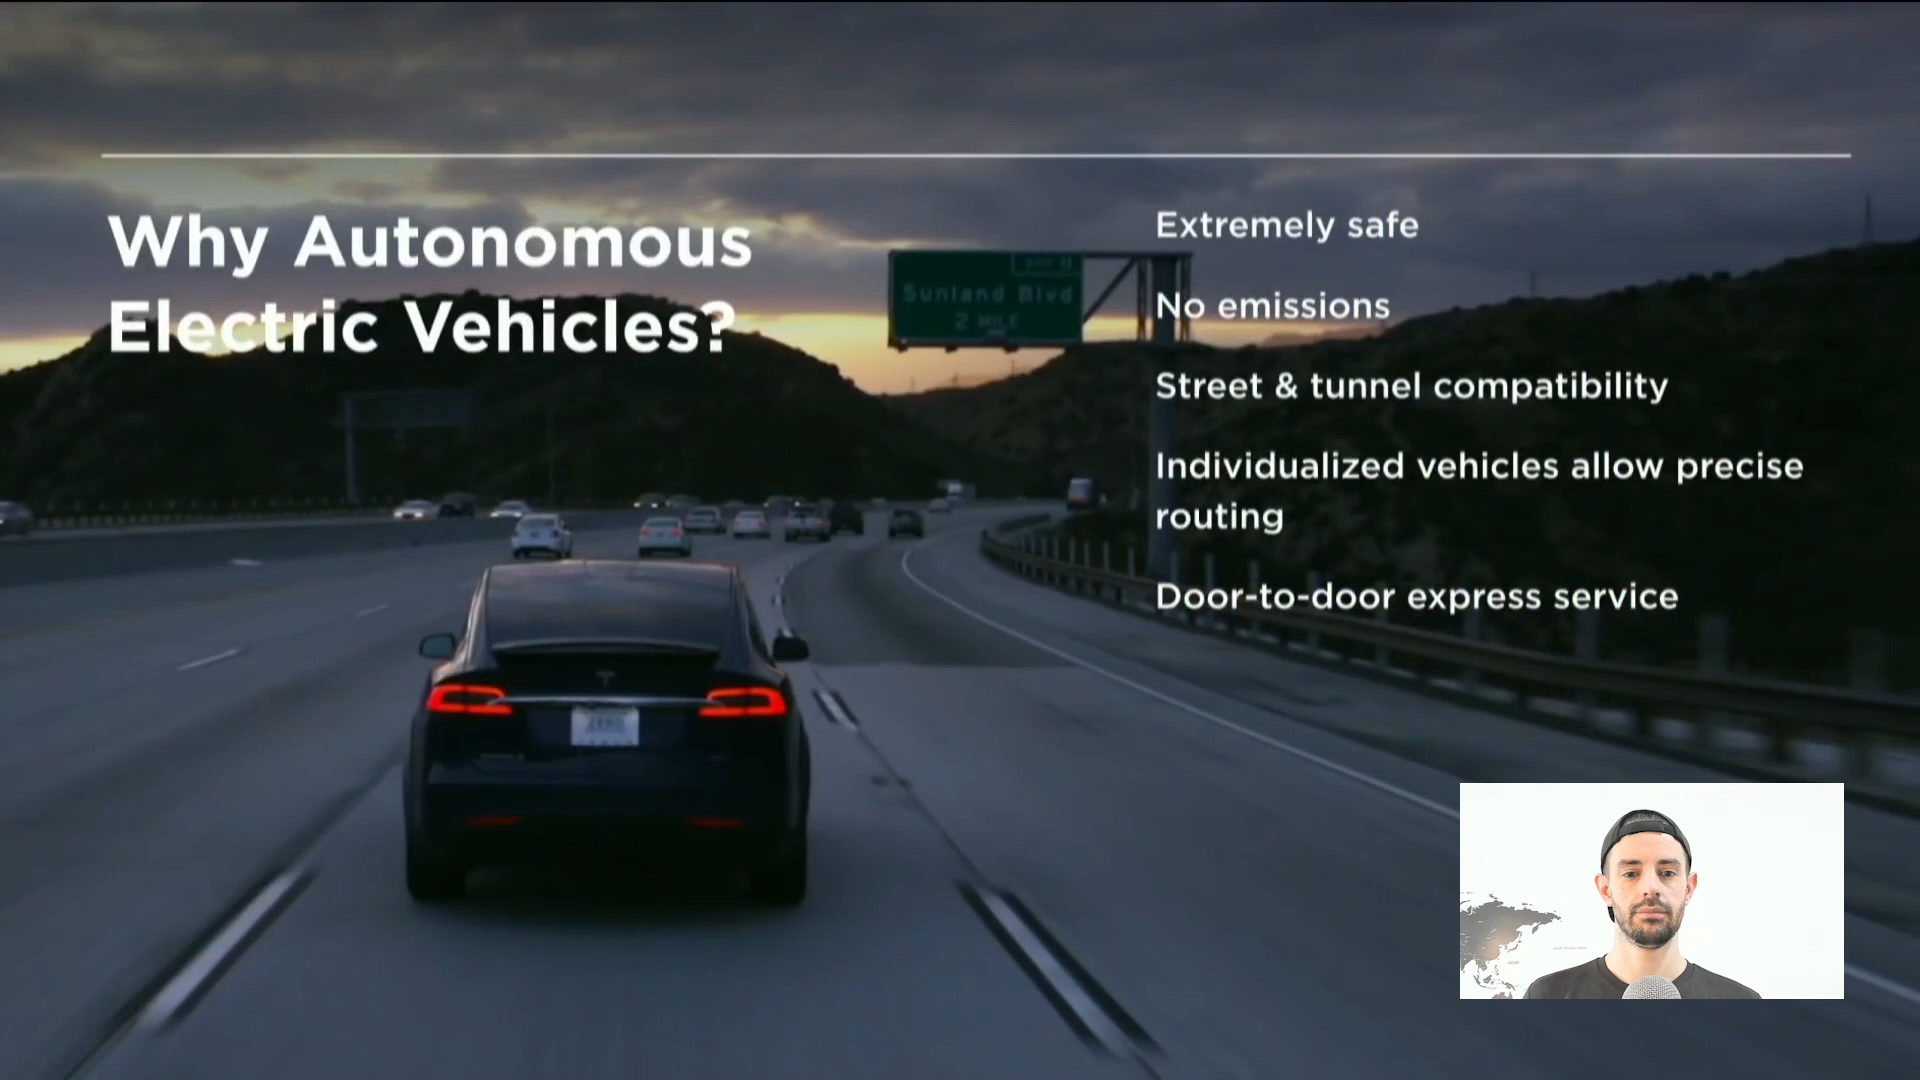 Why Autonomous
Electric Vehicles?
Extremely safe
No emissions
Street & tunnel compatibility
Individualized vehicles allow precise
routing
Door-to-door express service
Sunland Blvd
2 MILE
ZERO